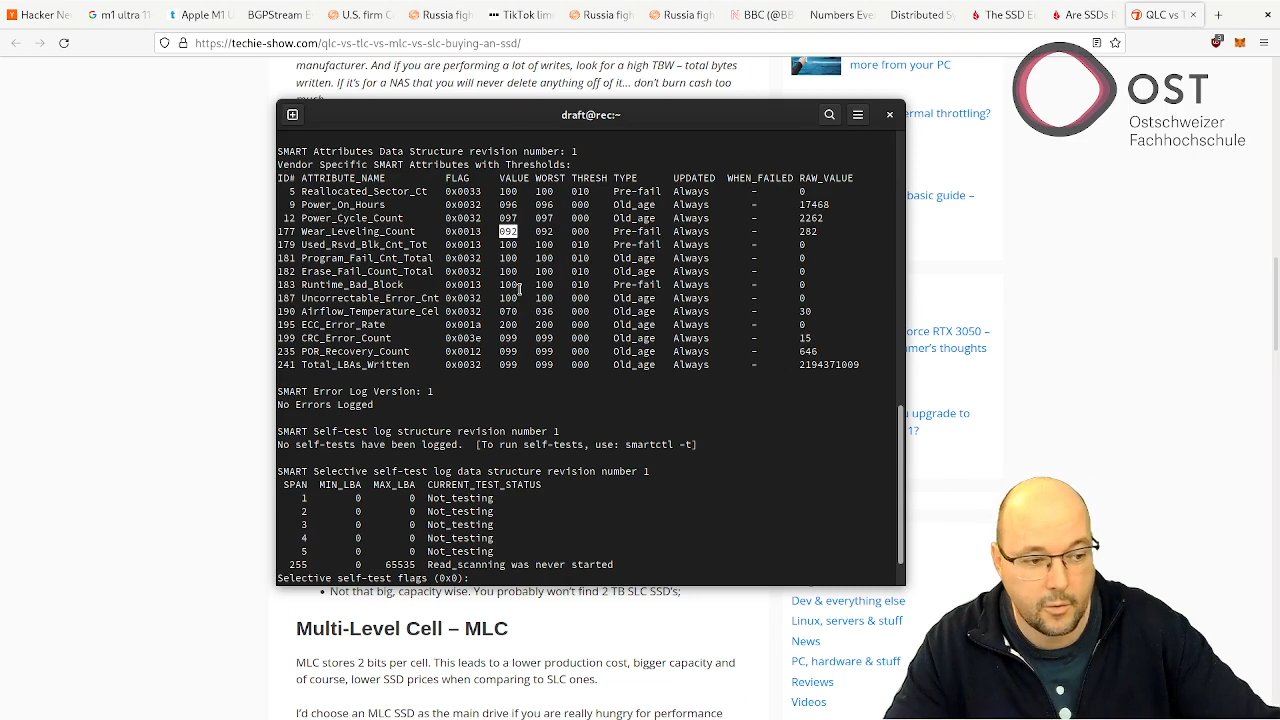 Hacker Ne
m1 ultra 11
Apple M1 U
BGPStream E
U.S. firm C
Russia figh
TikTok lim
Russia figh
Russia figh
BBC (@BB
Numbers Eve
Distributed Sy
The SSD E
Are SSDs R
QLC vs T
https://techie-show.com/qlc-vs-tlc-vs-mlc-vs-slc-buying-an-ssd/
3
manufacturer. And if you are performing a lot of writes, look for a high TBW – total bytes
written. If it's for a NAS that you will never delete anything off of it… don't burn cash too
more from your PC
OST
Ostschweizer
Fachhochschule
ermal throttling?
basic guide –
orce RTX 3050 –
mer's thoughts
u upgrade to
1?
draft@rec:~
SMART Attributes Data Structure revision number: 1
Vendor Specific SMART Attributes with Thresholds:
ID# ATTRIBUTE_NAME FLAG VALUE WORST THRESH TYPE UPDATED WHEN_FAILED RAW_VALUE
5 Reallocated_Sector_Ct 0x0033 100 100 010 Pre-fail Always - 0
9 Power_On_Hours 0x0032 096 096 000 Old_age Always - 17468
12 Power_Cycle_Count 0x0032 097 097 000 Old_age Always - 2262
177 Wear_Leveling_Count 0x0013 092 092 000 Pre-fail Always - 282
179 Used_Rsvd_Blk_Cnt_Tot 0x0013 100 100 010 Pre-fail Always - 0
181 Program_Fail_Cnt_Total 0x0032 100 100 010 Old_age Always - 0
182 Erase_Fail_Count_Total 0x0032 100 100 010 Old_age Always - 0
183 Runtime_Bad_Block 0x0013 100 100 010 Pre-fail Always - 0
187 Uncorrectable_Error_Cnt 0x0032 100 100 000 Old_age Always - 0
190 Airflow_Temperature_Cel 0x0032 070 036 000 Old_age Always - 30
195 ECC_Error_Rate 0x001a 200 200 000 Old_age Always - 0
199 CRC_Error_Count 0x003e 099 099 000 Old_age Always - 15
235 POR_Recovery_Count 0x0012 099 099 000 Old_age Always - 646
241 Total_LBAs_Written 0x0032 099 099 000 Old_age Always - 2194371009
SMART Error Log Version: 1
No Errors Logged
SMART Self-test log structure revision number 1
No self-tests have been logged. [To run self-tests, use: smartctl -t]
SMART Selective self-test log data structure revision number 1
SPAN MIN_LBA MAX_LBA CURRENT_TEST_STATUS
1 0 0 Not_testing
2 0 0 Not_testing
3 0 0 Not_testing
4 0 0 Not_testing
5 0 0 Not_testing
255 0 65535 Read_scanning was never started
Selective self-test flags (0x0):
• Not that big, capacity wise. You probably won't find 2 TB SLC SSD's;
Multi-Level Cell – MLC
MLC stores 2 bits per cell. This leads to a lower production cost, bigger capacity and
of course, lower SSD prices when comparing to SLC ones.
I'd choose an MLC SSD as the main drive if you are really hungry for performance
Dev & everything else
Linux, servers & stuff
News
PC, hardware & stuff
Reviews
Videos